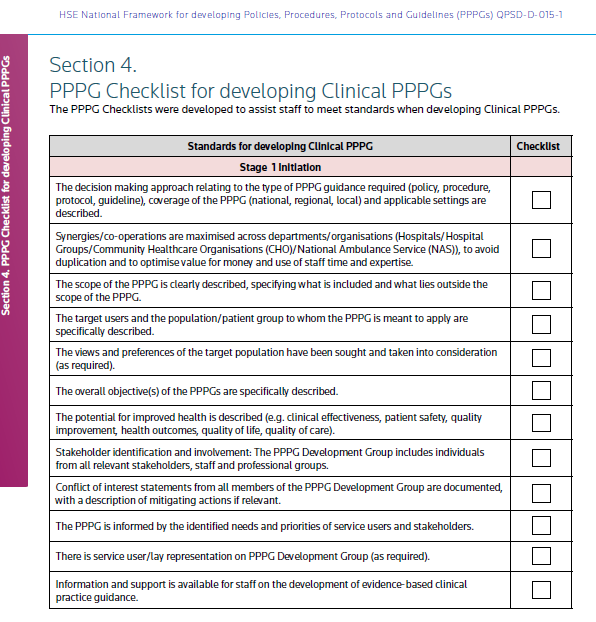 HSE National Framework for developing Policies, Procedures, Protocols and Guidelines (PPPGs) QPSD-D-015-1
Section 4. PPPG Checklist for developing Clinical PPPGs
Section 4.
PPPG Checklist for developing Clinical PPPGs
The PPPG Checklists were developed to assist staff to meet standards when developing Clinical PPPGs.
Standards for developing Clinical PPPG
Checklist
Stage 1 Initiation
The decision making approach relating to the type of PPPG guidance required (policy, procedure,
protocol, guideline), coverage of the PPPG (national, regional, local) and applicable settings are
described.
Synergies/co-operations are maximised across departments/organisations (Hospitals/Hospital
Groups/Community Healthcare Organisations (CHO)/National Ambulance Service (NAS)), to avoid
duplication and to optimise value for money and use of staff time and expertise.
The scope of the PPPG is clearly described, specifying what is included and what lies outside the
scope of the PPPG.
The target users and the population/patient group to whom the PPPG is meant to apply are
specifically described.
The views and preferences of the target population have been sought and taken into consideration
(as required).
The overall objective(s) of the PPPGs are specifically described.
The potential for improved health is described (e.g. clinical effectiveness, patient safety, quality
improvement, health outcomes, quality of life, quality of care).
Stakeholder identification and involvement: The PPPG Development Group includes individuals
from all relevant stakeholders, staff and professional groups.
Conflict of interest statements from all members of the PPPG Development Group are documented,
with a description of mitigating actions if relevant.
The PPPG is informed by the identified needs and priorities of service users and stakeholders.
There is service user/lay representation on PPPG Development Group (as required).
Information and support is available for staff on the development of evidence-based clinical
practice guidance.